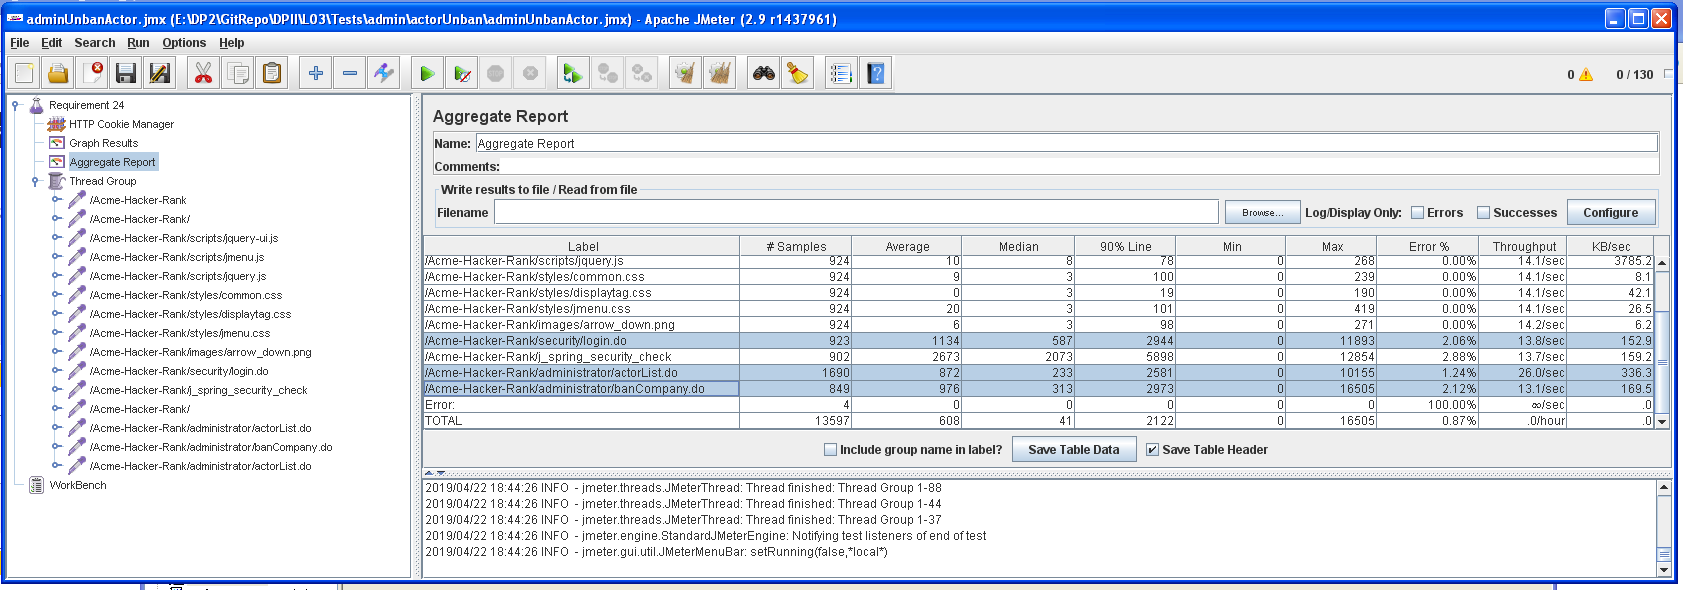 adminUnbanActor.jmx (E:\DP2\GitRepo\DPII\L03\Tests\admin\actorUnban\adminUnbanActor.jmx) - Apache JMeter (2.9 r1437961)
File Edit Search Run Options Help
0 0 / 130
Requirement 24
HTTP Cookie Manager
Graph Results
Aggregate Report
Thread Group
/Acme-Hacker-Rank
/Acme-Hacker-Rank/
/Acme-Hacker-Rank/scripts/jquery-ui.js
/Acme-Hacker-Rank/scripts/jmenu.js
/Acme-Hacker-Rank/scripts/jquery.js
/Acme-Hacker-Rank/styles/common.css
/Acme-Hacker-Rank/styles/displaytag.css
/Acme-Hacker-Rank/styles/jmenu.css
/Acme-Hacker-Rank/images/arrow_down.png
/Acme-Hacker-Rank/security/login.do
/Acme-Hacker-Rank/j_spring_security_check
/Acme-Hacker-Rank/
/Acme-Hacker-Rank/administrator/actorList.do
/Acme-Hacker-Rank/administrator/banCompany.do
/Acme-Hacker-Rank/administrator/actorList.do
WorkBench
Aggregate Report
Name: Aggregate Report
Comments:
Write results to file / Read from file
Filename Browse... Log/Display Only: Errors Successes Configure
Label # Samples Average Median 90% Line Min Max Error % Throughput KB/sec
/Acme-Hacker-Rank/scripts/jquery.js 924 10 8 78 0 268 0.00% 14.1/sec 3785.2
/Acme-Hacker-Rank/styles/common.css 924 9 3 100 0 239 0.00% 14.1/sec 8.1
/Acme-Hacker-Rank/styles/displaytag.css 924 0 3 19 0 190 0.00% 14.1/sec 42.1
/Acme-Hacker-Rank/styles/jmenu.css 924 20 3 101 0 419 0.00% 14.1/sec 26.5
/Acme-Hacker-Rank/images/arrow_down.png 924 6 3 98 0 271 0.00% 14.2/sec 6.2
/Acme-Hacker-Rank/security/login.do 923 1134 587 2944 0 11893 2.06% 13.8/sec 152.9
/Acme-Hacker-Rank/j_spring_security_check 902 2673 2073 5898 0 12854 2.88% 13.7/sec 159.2
/Acme-Hacker-Rank/administrator/actorList.do 1690 872 233 2581 0 10155 1.24% 26.0/sec 336.3
/Acme-Hacker-Rank/administrator/banCompany.do 849 976 313 2973 0 16505 2.12% 13.1/sec 169.5
Error: 4 0 0 0 0 0 100.00% ∞/sec .0
TOTAL 13597 608 41 2122 0 16505 0.87% .0/hour .0
Include group name in label? Save Table Data Save Table Header
2019/04/22 18:44:26 INFO - jmeter.threads.JMeterThread: Thread finished: Thread Group 1-88
2019/04/22 18:44:26 INFO - jmeter.threads.JMeterThread: Thread finished: Thread Group 1-44
2019/04/22 18:44:26 INFO - jmeter.threads.JMeterThread: Thread finished: Thread Group 1-37
2019/04/22 18:44:26 INFO - jmeter.engine.StandardJMeterEngine: Notifying test listeners of end of test
2019/04/22 18:44:26 INFO - jmeter.gui.util.JMeterMenuBar: setRunning(false,*local*)